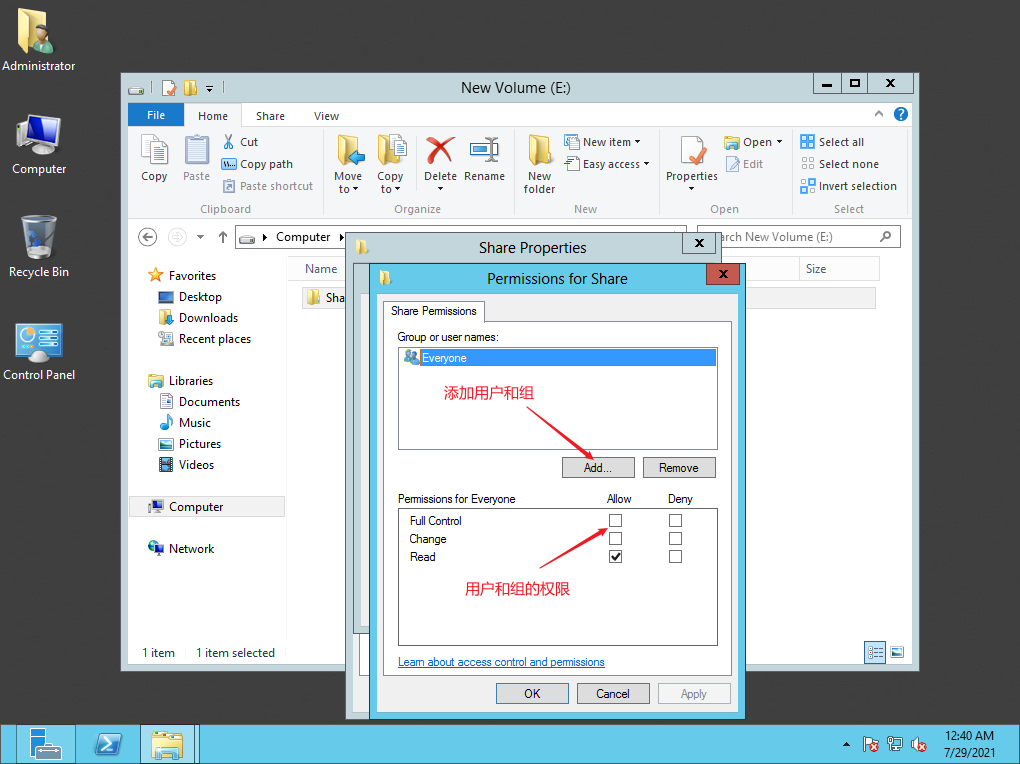 Administrator
Computer
Recycle Bin
Control Panel
New Volume (E:)
File Home Share View
Copy
Paste
Cut
Copy path
Paste shortcut
Clipboard
Move to
Copy to
Delete
Rename
Organize
New folder
New item
Easy access
New
Properties
Open
Edit
Open
Select all
Select none
Invert selection
Select
Computer
rch New Volume (E:)
Favorites
Desktop
Downloads
Recent places
Libraries
Documents
Music
Pictures
Videos
Computer
Network
Name
Size
Sha
Share Properties
Permissions for Share
Share Permissions
Group or user names:
Everyone
添加用户和组
Add...
Remove
Permissions for Everyone Allow Deny
Full Control
Change
Read
用户和组的权限
Learn about access control and permissions
OK
Cancel
Apply
1 item 1 item selected
12:40 AM
7/29/2021